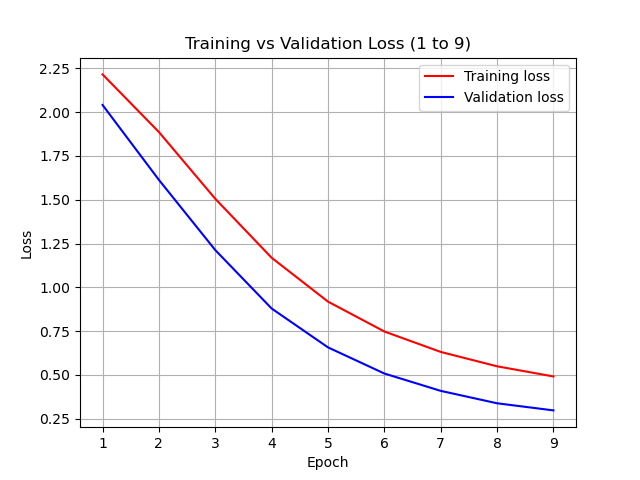 Training vs Validation Loss (1 to 9)
2.25
2.00
1.75
1.50
1.25
1.00
0.75
0.50
0.25
Loss
Training loss
Validation loss
1 2 3 4 5 6 7 8 9
Epoch